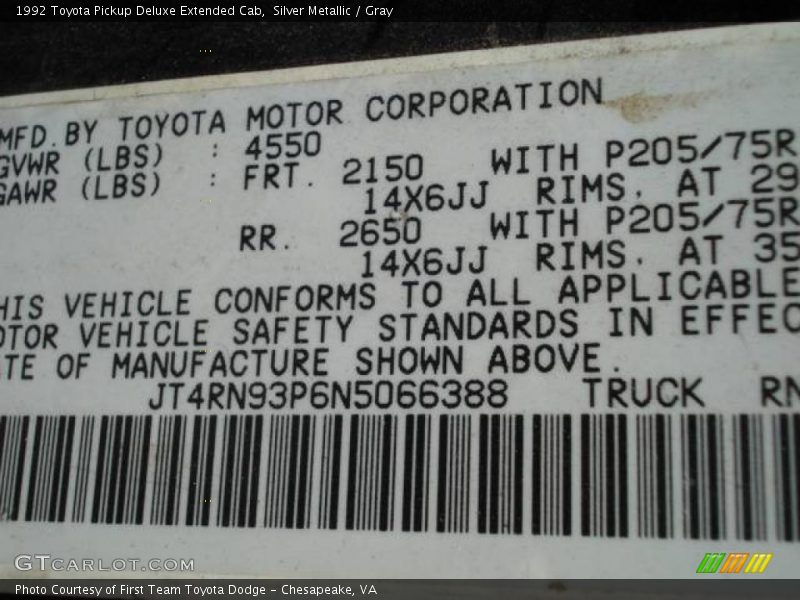 1992 Toyota Pickup Deluxe Extended Cab, Silver Metallic / Gray
MFD.BY TOYOTA MOTOR CORPORATION
GVWR (LBS) : 4550
GAWR (LBS) : FRT. 2150 WITH P205/75R
14X6JJ RIMS, AT 29
RR. 2650 WITH P205/75R
14X6JJ RIMS, AT 35
HIS VEHICLE CONFORMS TO ALL APPLICABLE
OTOR VEHICLE SAFETY STANDARDS IN EFFEC
TE OF MANUFACTURE SHOWN ABOVE.
JT4RN93P6N5066388 TRUCK RN
GTCARLOT.COM
Photo Courtesy of First Team Toyota Dodge - Chesapeake, VA